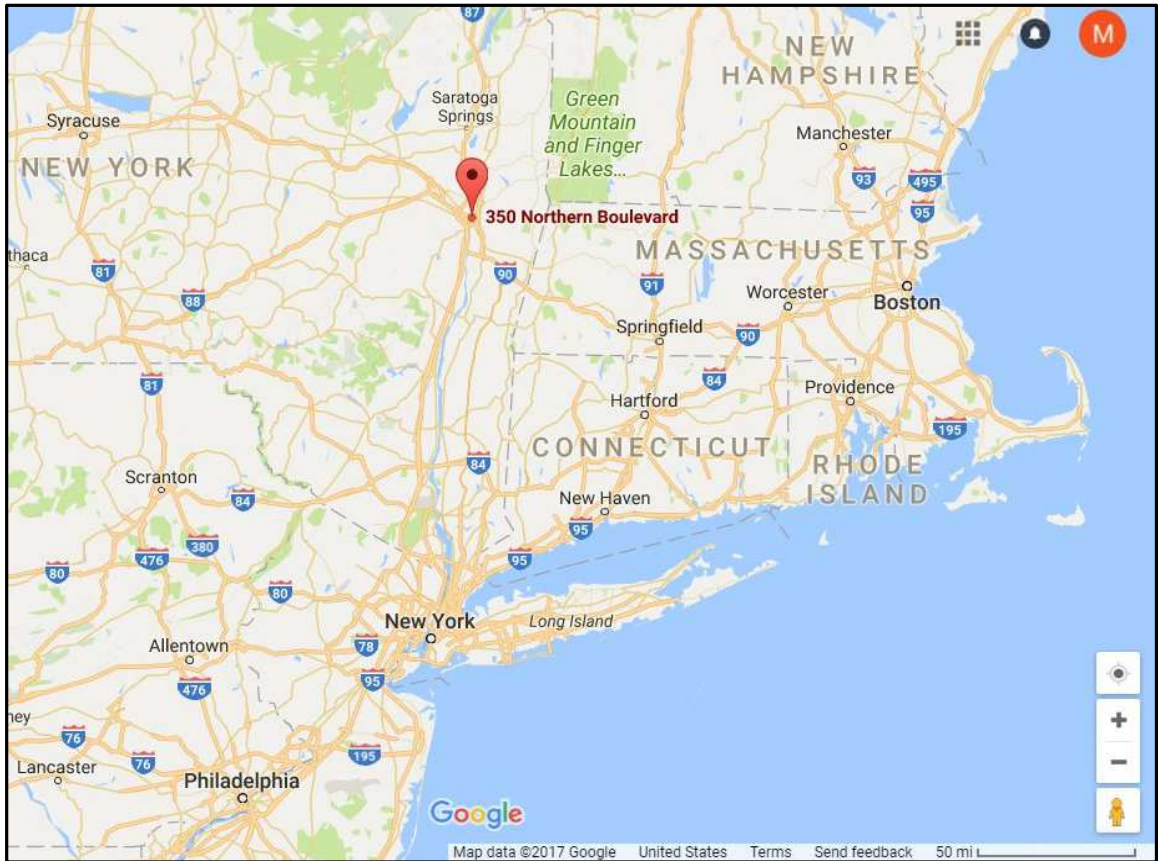 87
M
NEW
HAMPSHIRE
Saratoga
Springs
Green
Mountain
and Finger
Lakes...
Syracuse
Manchester
NEW YORK
93
495
95
350 Northern Boulevard
MASSACHUSETTS
thaca
81
90
91
88
Worcester
Boston
Springfield
90
81
84
Providence
Hartford
195
CONNECTICUT
84
RHODE
ISLAND
Scranton
84
New Haven
95
380
476
95
80
80
New York
Long Island
Allentown
78
95
476
ney
76
195
76
Lancaster
Philadelphia
Google
Map data ©2017 Google United States Terms Send feedback 50 mi